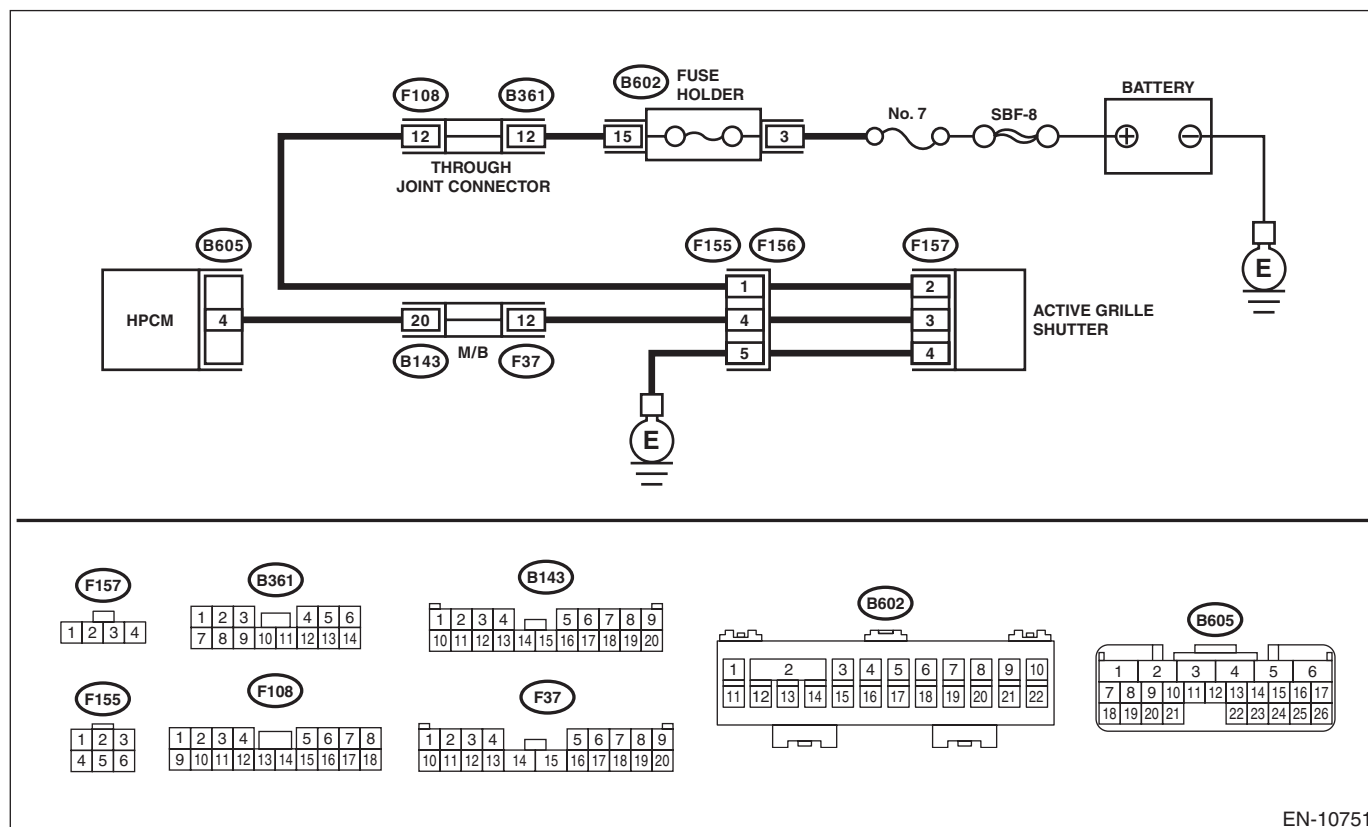 F108
B361
B602
FUSE
HOLDER
No. 7
SBF-8
BATTERY
12
12
15
3
THROUGH
JOINT CONNECTOR
E
B605
F155
F156
F157
HPCM
4
20
12
1
4
5
2
3
4
ACTIVE GRILLE
SHUTTER
B143
M/B
F37
E
F157
1 2 3 4
B361
1 2 3 4 5 6
7 8 9 10 11 12 13 14
B143
1 2 3 4 5 6 7 8 9
10 11 12 13 14 15 16 17 18 19 20
B602
1 2 3 4 5 6 7 8 9 10
11 12 13 14 15 16 17 18 19 20 21 22
B605
1 2 3 4 5 6
7 8 9 10 11 12 13 14 15 16 17
18 19 20 21 22 23 24 25 26
F155
1 2 3
4 5 6
F108
1 2 3 4 5 6 7 8
9 10 11 12 13 14 15 16 17 18
F37
1 2 3 4 5 6 7 8 9
10 11 12 13 14 15 16 17 18 19 20
EN-10751